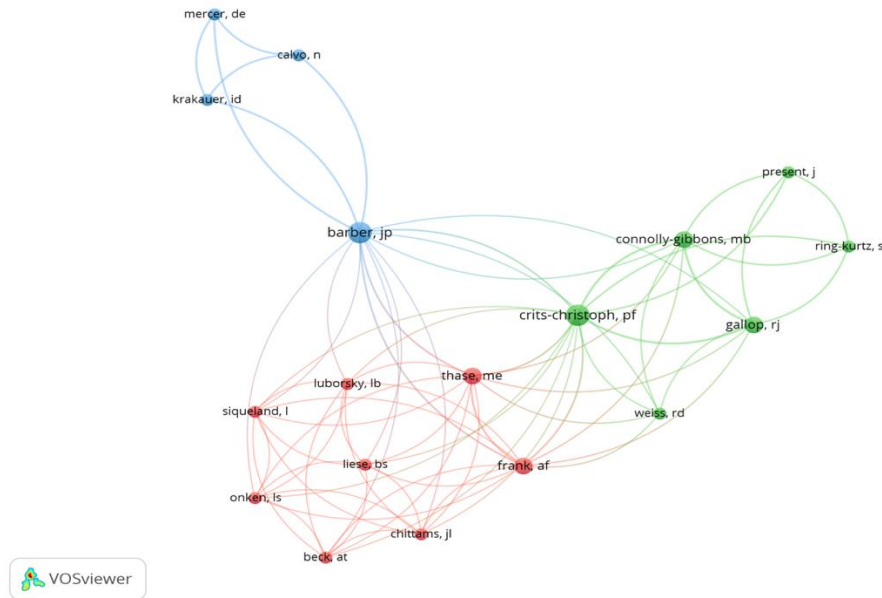 mercer, de
calvo, n
krakauer, id
present, j
barber, jp
connolly-gibbons, mb
ring-kurtz, s
crits-christoph, pf
gallop, rj
thase, me
luborsky, lb
siqueland, l
weiss, rd
liese, bs
frank, af
onken, ls
chittams, jl
beck, at
VOSviewer